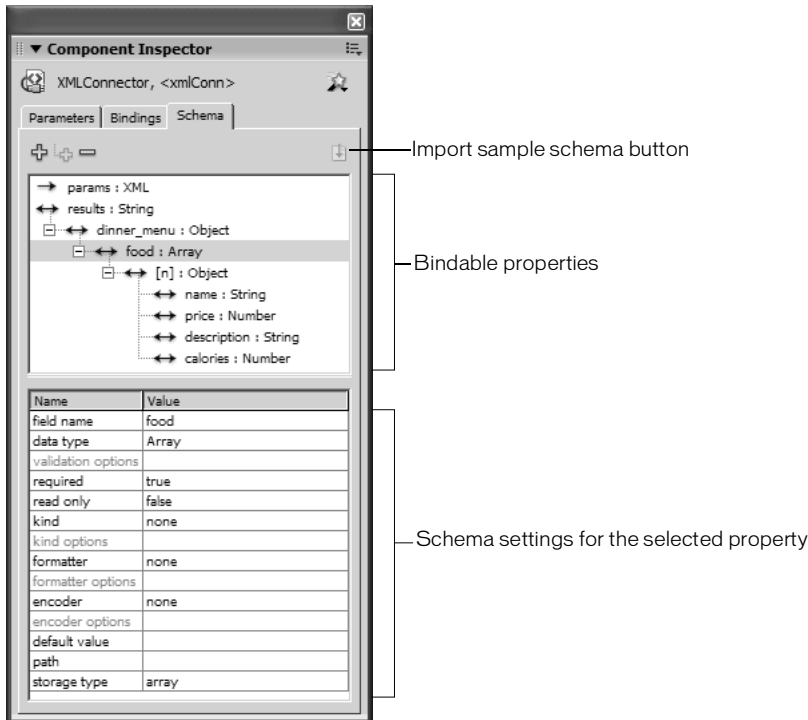 Component Inspector
XMLConnector, <xmlConn>
Parameters Bindings Schema
Import sample schema button
params : XML
results : String
dinner_menu : Object
food : Array
[n] : Object
name : String
price : Number
description : String
calories : Number
Bindable properties
Name Value
field name food
data type Array
validation options
required true
read only false
kind none
kind options
formatter none
formatter options
encoder none
encoder options
default value
path
storage type array
Schema settings for the selected property